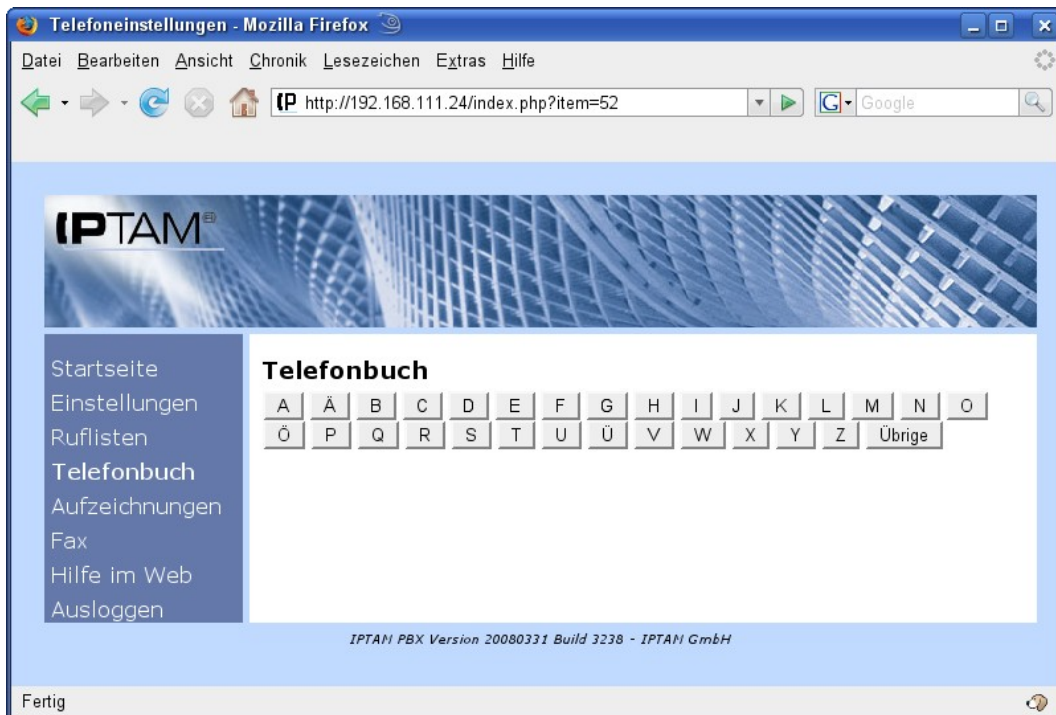 Telefoneinstellungen - Mozilla Firefox
Datei Bearbeiten Ansicht Chronik Lesezeichen Extras Hilfe
IP http://192.168.111.24/index.php?item=52 G Google
IPTAM®
Startseite
Einstellungen
Ruflisten
Telefonbuch
Aufzeichnungen
Fax
Hilfe im Web
Ausloggen
Telefonbuch
A Ä B C D E F G H I J K L M N O
Ö P Q R S T U Ü V W X Y Z Übrige
IPTAM PBX Version 20080331 Build 3238 - IPTAM GmbH
Fertig